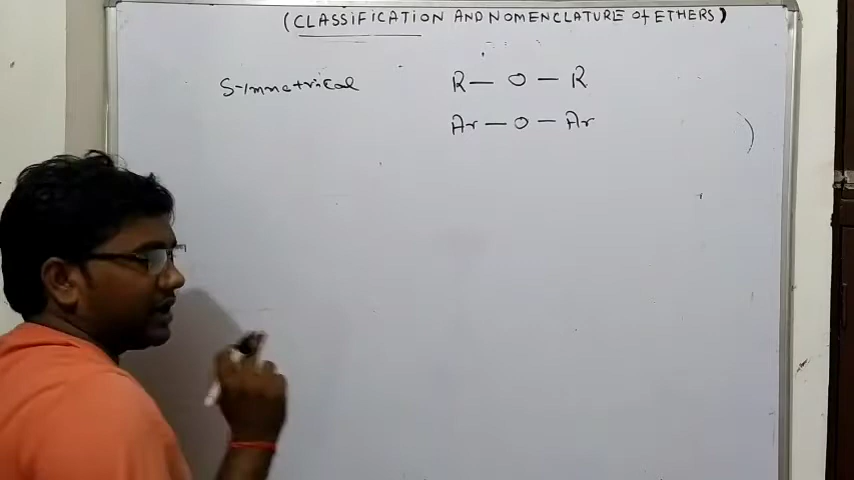 (CLASSIFICATION AND NOMENCLATURE of ETHERS)
Symmetrical R — O — R
Ar — O — Ar